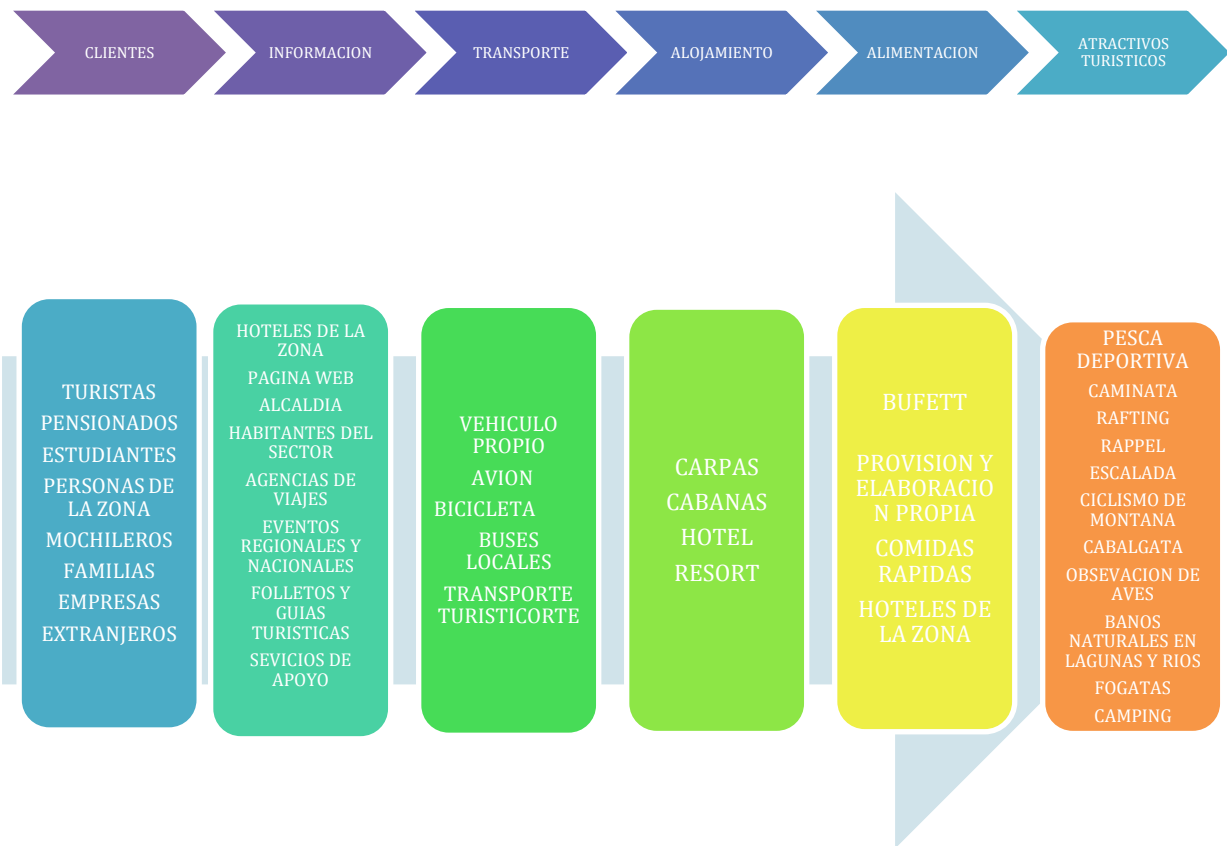 CLIENTES
INFORMACION
TRANSPORTE
ALOJAMIENTO
ALIMENTACION
ATRACTIVOS
TURISTICOS
TURISTAS
PENSIONADOS
ESTUDIANTES
PERSONAS DE
LA ZONA
MOCHILEROS
FAMILIAS
EMPRESAS
EXTRANJEROS
HOTELES DE LA
ZONA
PAGINA WEB
ALCALDIA
HABITANTES DEL
SECTOR
AGENCIAS DE
VIAJES
EVENTOS
REGIONALES Y
NACIONALES
FOLLETOS Y
GUIAS
TURISTICAS
SEVICIOS DE
APOYO
VEHICULO
PROPIO
AVION
BICICLETA
BUSES
LOCALES
TRANSPORTE
TURISTICORTE
CARPAS
CABANAS
HOTEL
RESORT
BUFETT
PROVISION Y
ELABORACIO
N PROPIA
COMIDAS
RAPIDAS
HOTELES DE
LA ZONA
PESCA
DEPORTIVA
CAMINATA
RAFTING
RAPPEL
ESCALADA
CICLISMO DE
MONTANA
CABALGATA
OBSEVACION DE
AVES
BANOS
NATURALES EN
LAGUNAS Y RIOS
FOGATAS
CAMPING